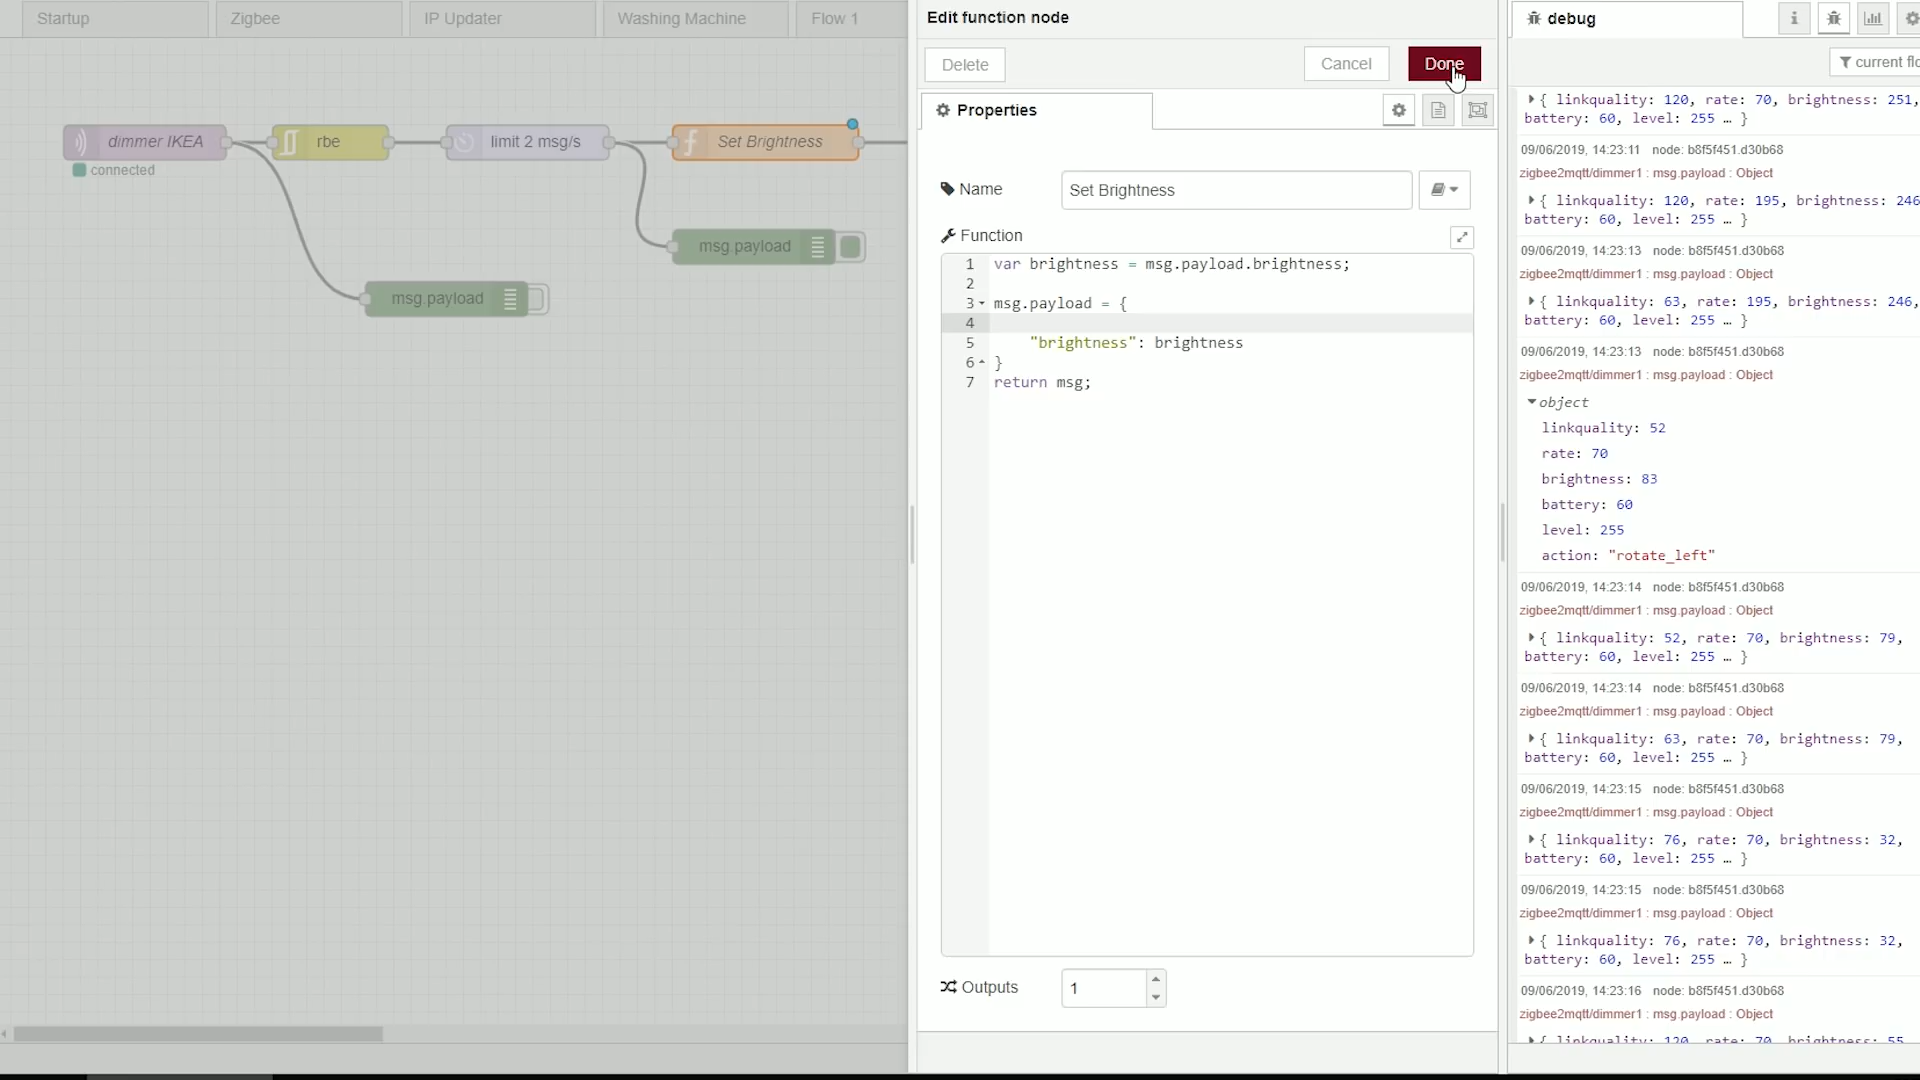 Startup
Zigbee
IP Updater
Washing Machine
Flow 1
dimmer IKEA
connected
rbe
limit 2 msg/s
Set Brightness
msg.payload
msg.payload
Edit function node
Delete
Cancel
Done
Properties
Name
Set Brightness
Function
1 var brightness = msg.payload.brightness;
2
3 msg.payload = {
4
5 "brightness": brightness
6 }
7 return msg;
Outputs
1
debug
current flo
{ linkquality: 120, rate: 70, brightness: 251,
battery: 60, level: 255 … }
09/06/2019, 14:23:11 node: b8f5f451.d30b68
zigbee2mqtt/dimmer1 : msg.payload : Object
{ linkquality: 120, rate: 195, brightness: 246
battery: 60, level: 255 … }
09/06/2019, 14:23:13 node: b8f5f451.d30b68
zigbee2mqtt/dimmer1 : msg.payload : Object
{ linkquality: 63, rate: 195, brightness: 246,
battery: 60, level: 255 … }
09/06/2019, 14:23:13 node: b8f5f451.d30b68
zigbee2mqtt/dimmer1 : msg.payload : Object
object
linkquality: 52
rate: 70
brightness: 83
battery: 60
level: 255
action: "rotate_left"
09/06/2019, 14:23:14 node: b8f5f451.d30b68
zigbee2mqtt/dimmer1 : msg.payload : Object
{ linkquality: 52, rate: 70, brightness: 79,
battery: 60, level: 255 … }
09/06/2019, 14:23:14 node: b8f5f451.d30b68
zigbee2mqtt/dimmer1 : msg.payload : Object
{ linkquality: 63, rate: 70, brightness: 79,
battery: 60, level: 255 … }
09/06/2019, 14:23:15 node: b8f5f451.d30b68
zigbee2mqtt/dimmer1 : msg.payload : Object
{ linkquality: 76, rate: 70, brightness: 32,
battery: 60, level: 255 … }
09/06/2019, 14:23:15 node: b8f5f451.d30b68
zigbee2mqtt/dimmer1 : msg.payload : Object
{ linkquality: 76, rate: 70, brightness: 32,
battery: 60, level: 255 … }
09/06/2019, 14:23:16 node: b8f5f451.d30b68
zigbee2mqtt/dimmer1 : msg.payload : Object
{ linkquality: 120, rate: 70, brightness: 55